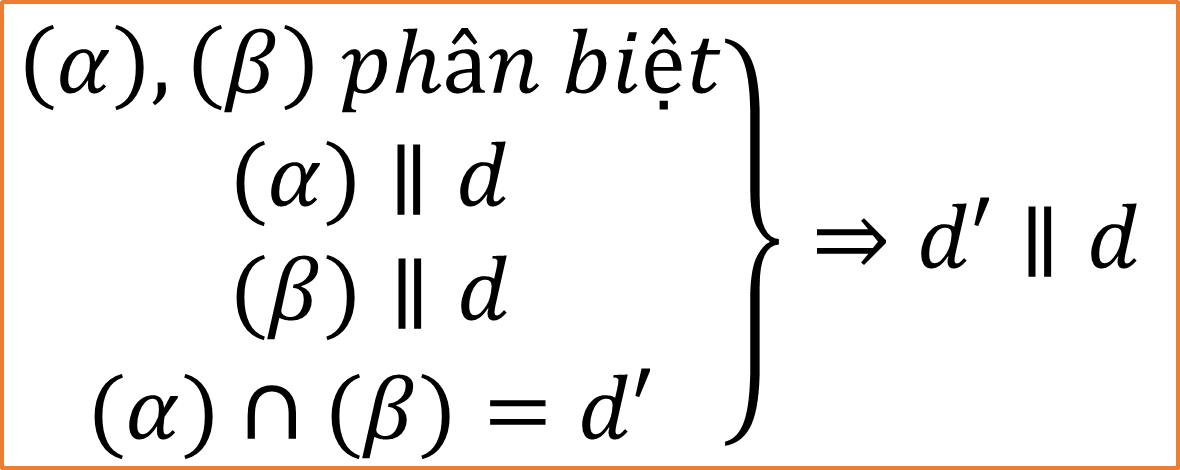 (α), (β) phân biệt
(α) ∥ d
(β) ∥ d
(α) ∩ (β) = d′
⇒ d′ ∥ d